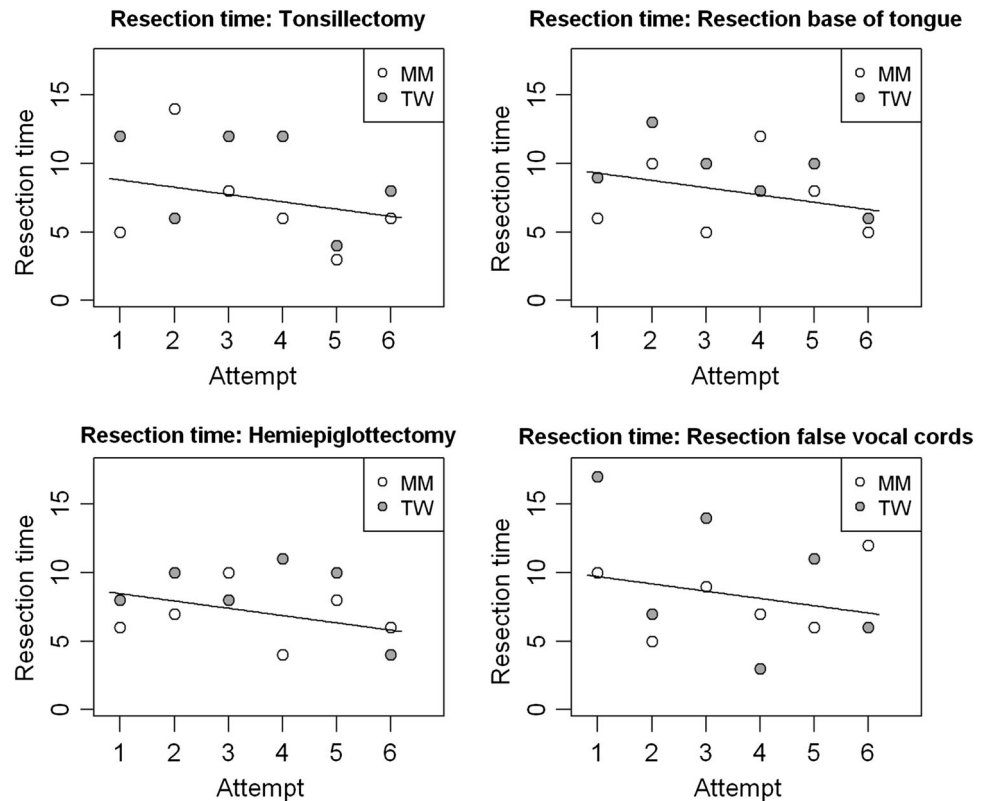 Resection time: Tonsillectomy
Resection time
15
10
5
0
MM
TW
1 2 3 4 5 6
Attempt
Resection time: Resection base of tongue
Resection time
15
10
5
0
MM
TW
1 2 3 4 5 6
Attempt
Resection time: Hemiepiglottectomy
Resection time
15
10
5
0
MM
TW
1 2 3 4 5 6
Attempt
Resection time: Resection false vocal cords
Resection time
15
10
5
0
MM
TW
1 2 3 4 5 6
Attempt